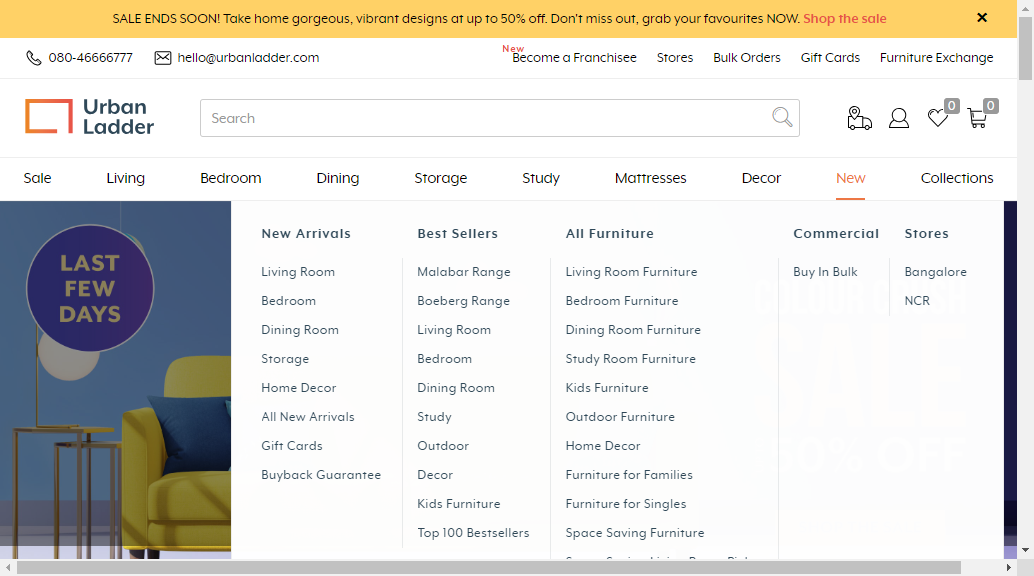 SALE ENDS SOON! Take home gorgeous, vibrant designs at up to 50% off. Don't miss out, grab your favourites NOW. Shop the sale
080-46666777
hello@urbanladder.com
New
Become a Franchisee
Stores
Bulk Orders
Gift Cards
Furniture Exchange
Urban
Ladder
Search
0
0
Sale
Living
Bedroom
Dining
Storage
Study
Mattresses
Decor
New
Collections
LAST
FEW
DAYS
New Arrivals
Living Room
Bedroom
Dining Room
Storage
Home Decor
All New Arrivals
Gift Cards
Buyback Guarantee
Best Sellers
Malabar Range
Boeberg Range
Living Room
Bedroom
Dining Room
Study
Outdoor
Decor
Kids Furniture
Top 100 Bestsellers
All Furniture
Living Room Furniture
Bedroom Furniture
Dining Room Furniture
Study Room Furniture
Kids Furniture
Outdoor Furniture
Home Decor
Furniture for Families
Furniture for Singles
Space Saving Furniture
Commercial
Buy In Bulk
Stores
Bangalore
NCR